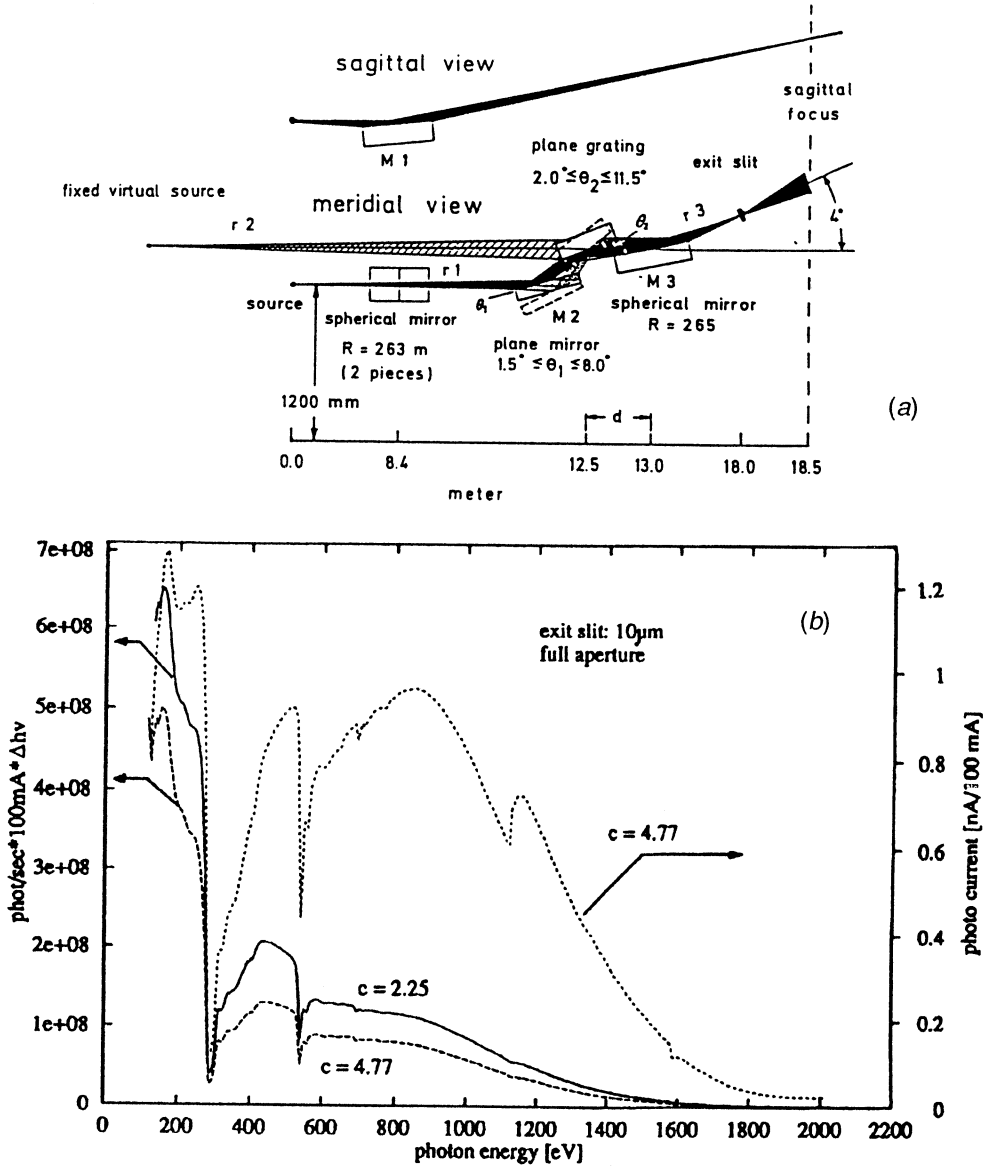 sagittal view
M 1
sagittal
focus
plane grating
2.0° ≤ θ2 ≤ 11.5°
exit slit
fixed virtual source
meridial view
r 2
θ2
r 3
4°
r 1
source
θ1
M 2
M 3
spherical mirror
R = 265
spherical mirror
R = 263 m
(2 pieces)
plane mirror
1.5° ≤ θ1 ≤ 8.0°
1200 mm
d
(a)
0.0
8.4
12.5
13.0
18.0
18.5
meter
7e+08
6e+08
5e+08
4e+08
3e+08
2e+08
1e+08
0
phot/sec*100mA*Δhv
exit slit: 10μm
full aperture
(b)
1.2
1
0.8
0.6
0.4
0.2
0
photo current [nA/100 mA]
c = 4.77
c = 2.25
c = 4.77
0
200
400
600
800
1000
1200
1400
1600
1800
2000
2200
photon energy [eV]